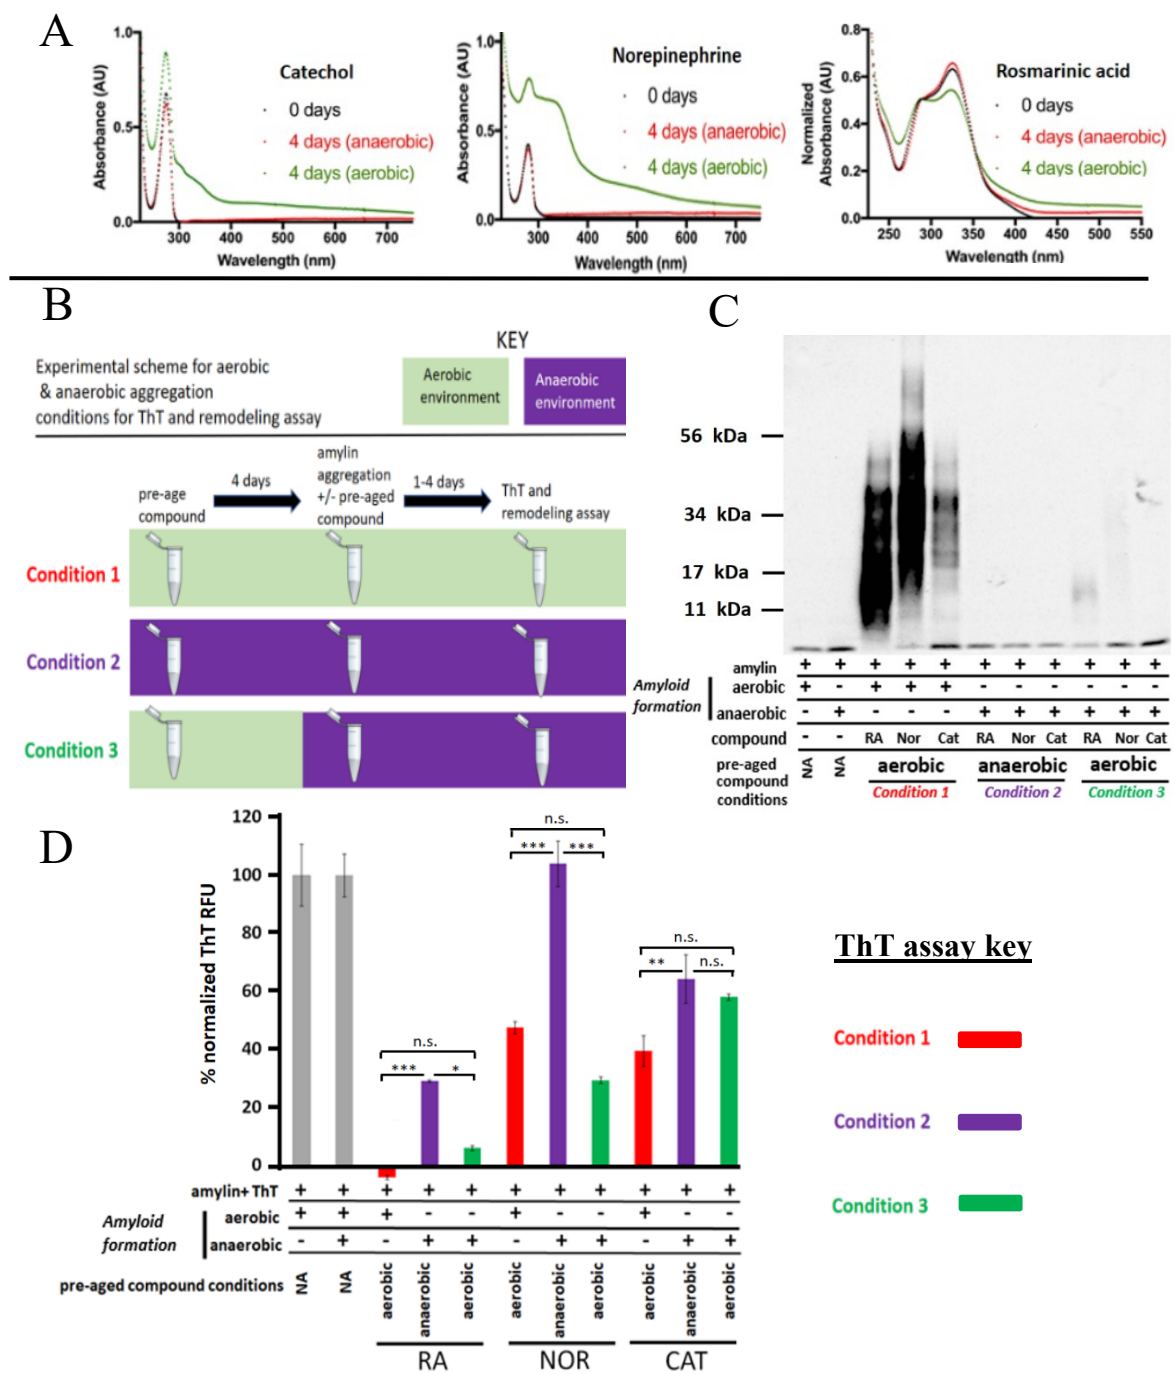 A
1.0
0.5
0.0
Absorbance (AU)
300 400 500 600 700
Wavelength (nm)
Catechol
0 days
4 days (anaerobic)
4 days (aerobic)
1.0
0.5
0.0
Absorbance (AU)
300 400 500 600 700
Wavelength (nm)
Norepinephrine
0 days
4 days (anaerobic)
4 days (aerobic)
0.8
0.6
0.4
0.2
0.0
Normalized
Absorbance (AU)
250 300 350 400 450 500 550
Wavelength (nm)
Rosmarinic acid
0 days
4 days (anaerobic)
4 days (aerobic)
B
KEY
Experimental scheme for aerobic
& anaerobic aggregation
conditions for ThT and remodeling assay
Aerobic
environment
Anaerobic
environment
pre-age
compound
4 days
amylin
aggregation
+/- pre-aged
compound
1-4 days
ThT and
remodeling assay
Condition 1
Condition 2
Condition 3
C
56 kDa
34 kDa
17 kDa
11 kDa
amylin + + + + + + + + + + +
Amyloid
formation
aerobic + - + + + - - - - - -
anaerobic - + - - - + + + + + +
compound - - RA Nor Cat RA Nor Cat RA Nor Cat
pre-aged
compound
conditions
NA NA aerobic anaerobic aerobic
Condition 1 Condition 2 Condition 3
D
% normalized ThT RFU
120
100
80
60
40
20
0
n.s.
*** *
n.s.
*** ***
n.s.
** n.s.
amylin+ ThT + + + + + + + + + + +
Amyloid
formation
aerobic + + + - - + - - + - -
anaerobic - + - + + - + + - + +
pre-aged compound conditions NA NA aerobic anaerobic aerobic aerobic anaerobic aerobic aerobic anaerobic aerobic
RA NOR CAT
ThT assay key
Condition 1
Condition 2
Condition 3